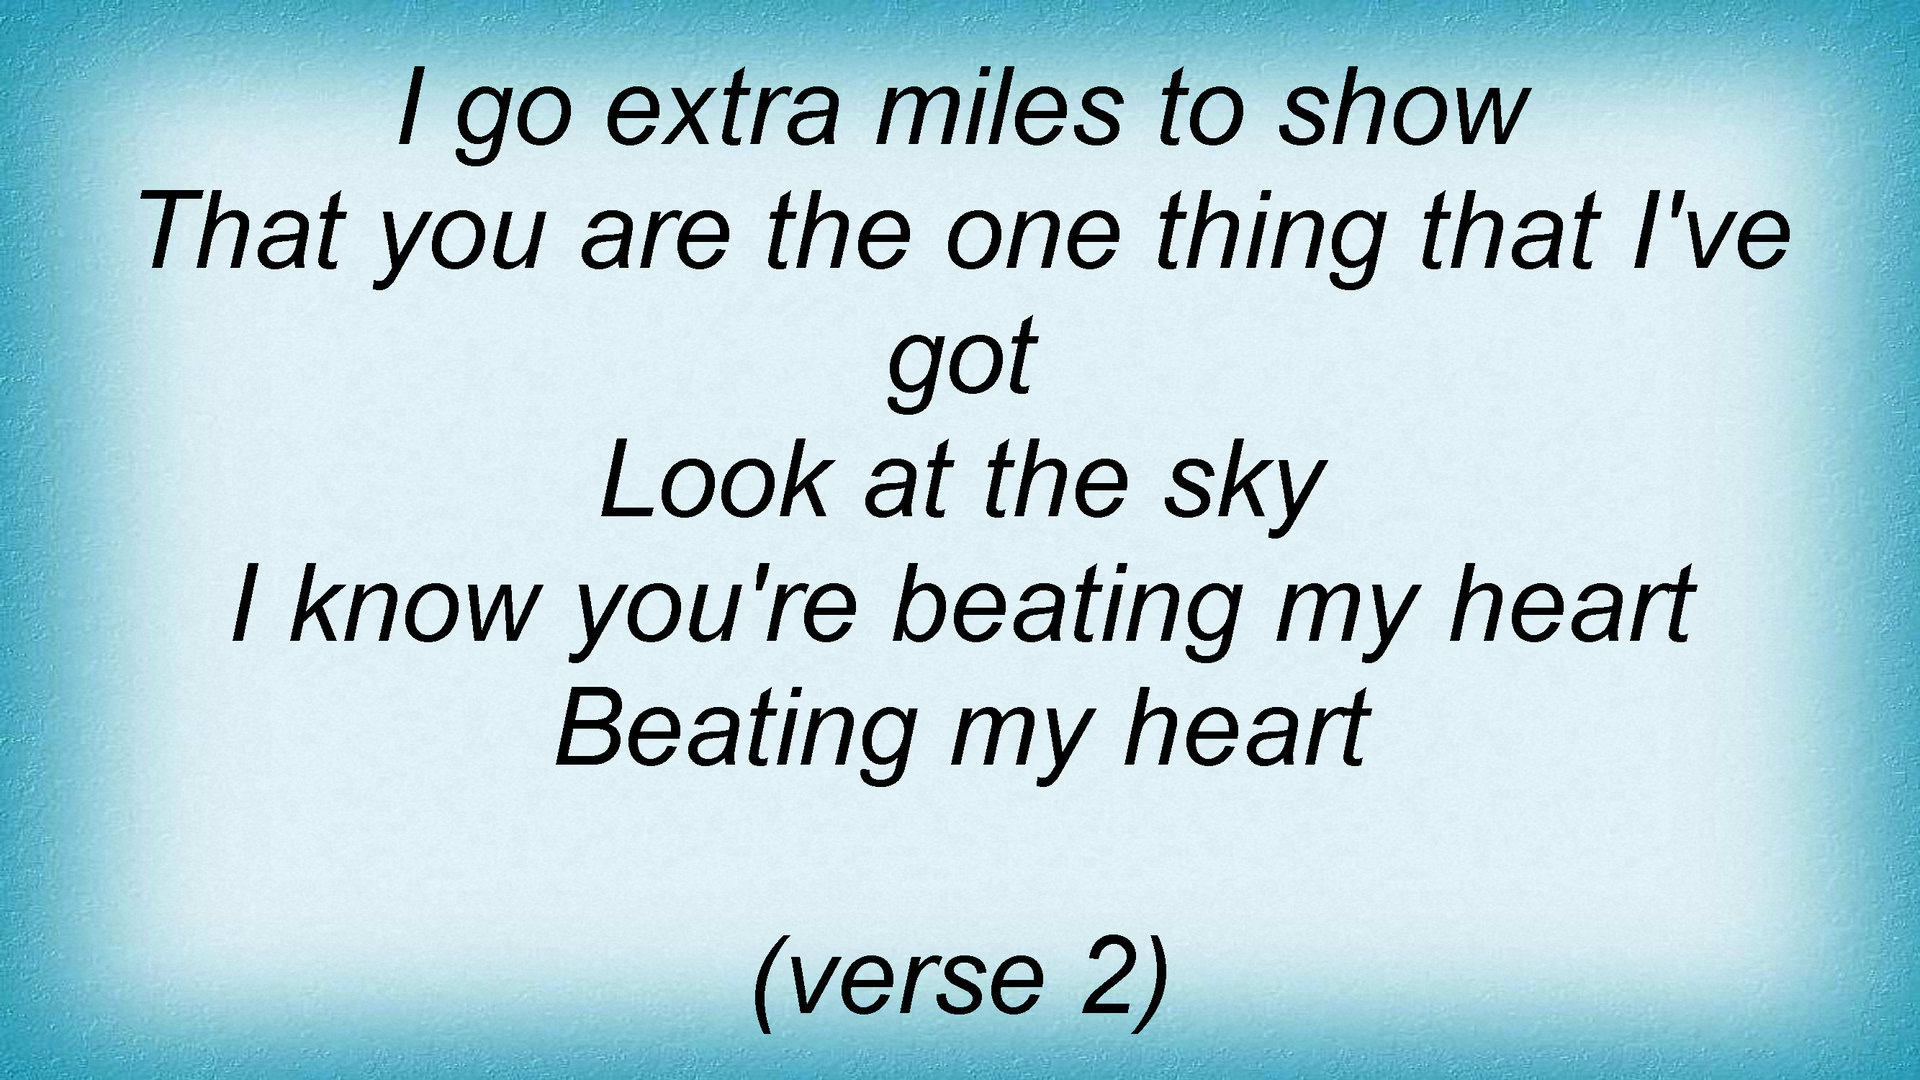 I go extra miles to show
That you are the one thing that I've
got
Look at the sky
I know you're beating my heart
Beating my heart
(verse 2)